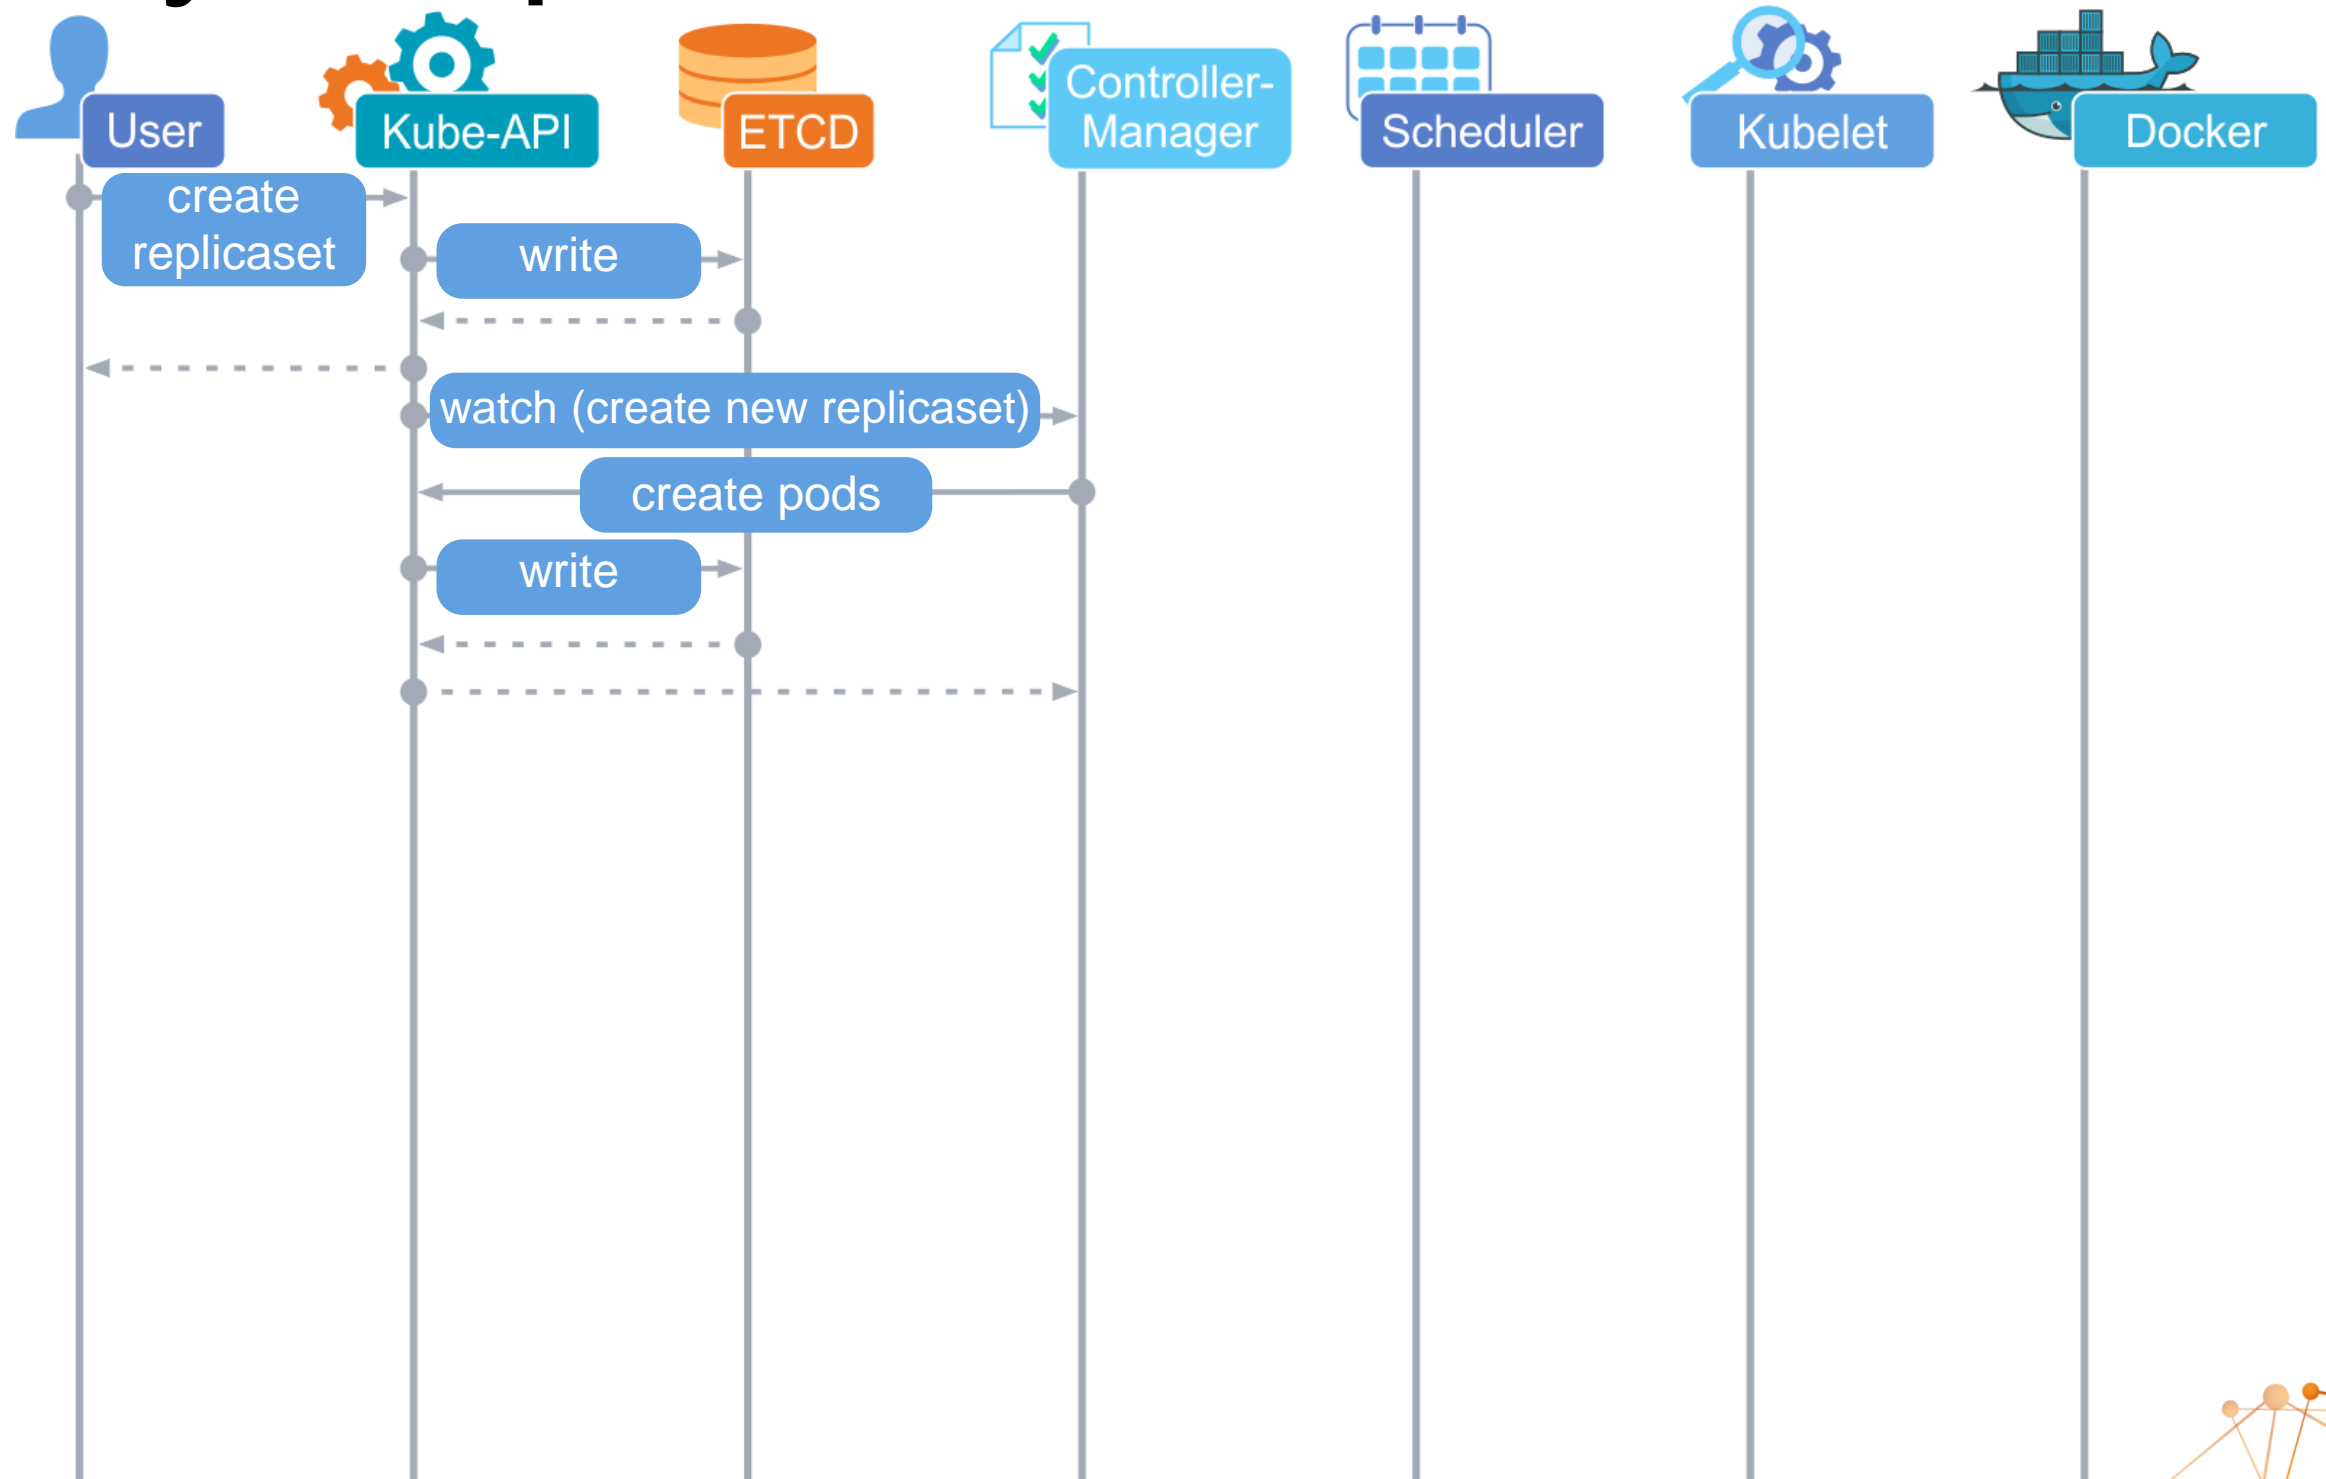 User
Kube-API
ETCD
Controller-
Manager
Scheduler
Kubelet
Docker
create
replicaset
write
watch (create new replicaset)
create pods
write